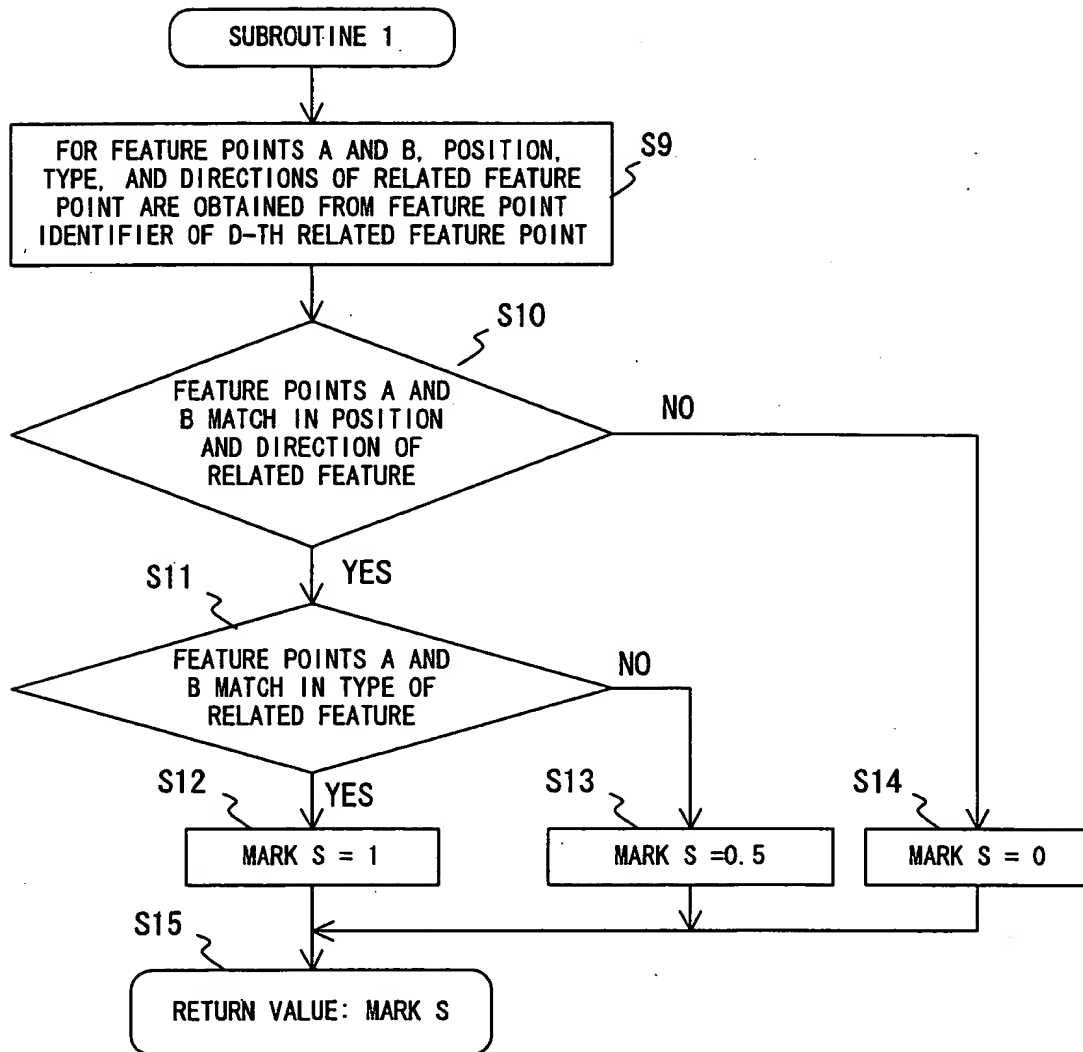 SUBROUTINE 1
FOR FEATURE POINTS A AND B, POSITION,
TYPE, AND DIRECTIONS OF RELATED FEATURE
POINT ARE OBTAINED FROM FEATURE POINT
IDENTIFIER OF D-TH RELATED FEATURE POINT
S9
S10
FEATURE POINTS A AND
B MATCH IN POSITION
AND DIRECTION OF
RELATED FEATURE
NO
YES
S11
FEATURE POINTS A AND
B MATCH IN TYPE OF
RELATED FEATURE
NO
YES
S12
MARK S = 1
S13
MARK S =0.5
S14
MARK S = 0
S15
RETURN VALUE: MARK S